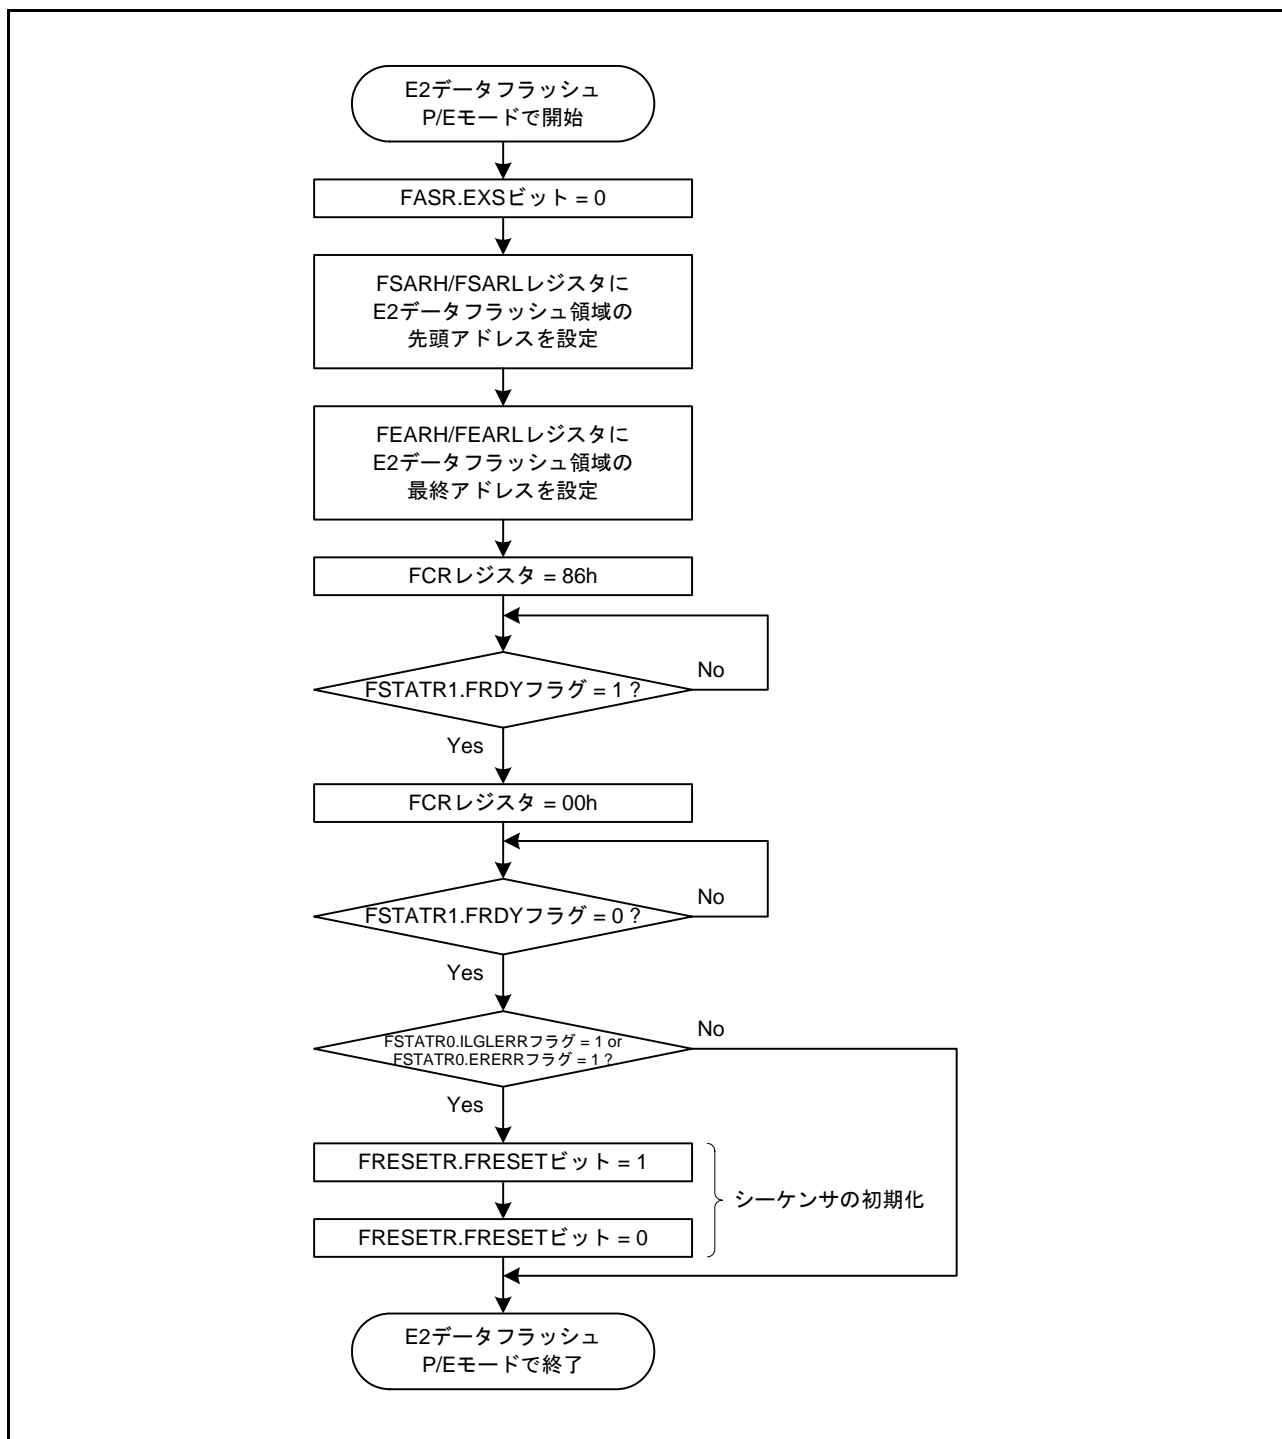 E2データフラッシュ
P/Eモードで開始
FASR.EXSビット = 0
FSARH/FSARLレジスタに
E2データフラッシュ領域の
先頭アドレスを設定
FEARH/FEARLレジスタに
E2データフラッシュ領域の
最終アドレスを設定
FCRレジスタ = 86h
FSTATR1.FRDYフラグ = 1 ?
No
Yes
FCRレジスタ = 00h
FSTATR1.FRDYフラグ = 0 ?
No
Yes
FSTATR0.ILGLERRフラグ = 1 or
FSTATR0.ERERRフラグ = 1 ?
No
Yes
FRESETR.FRESETビット = 1
シーケンサの初期化
FRESETR.FRESETビット = 0
E2データフラッシュ
P/Eモードで終了